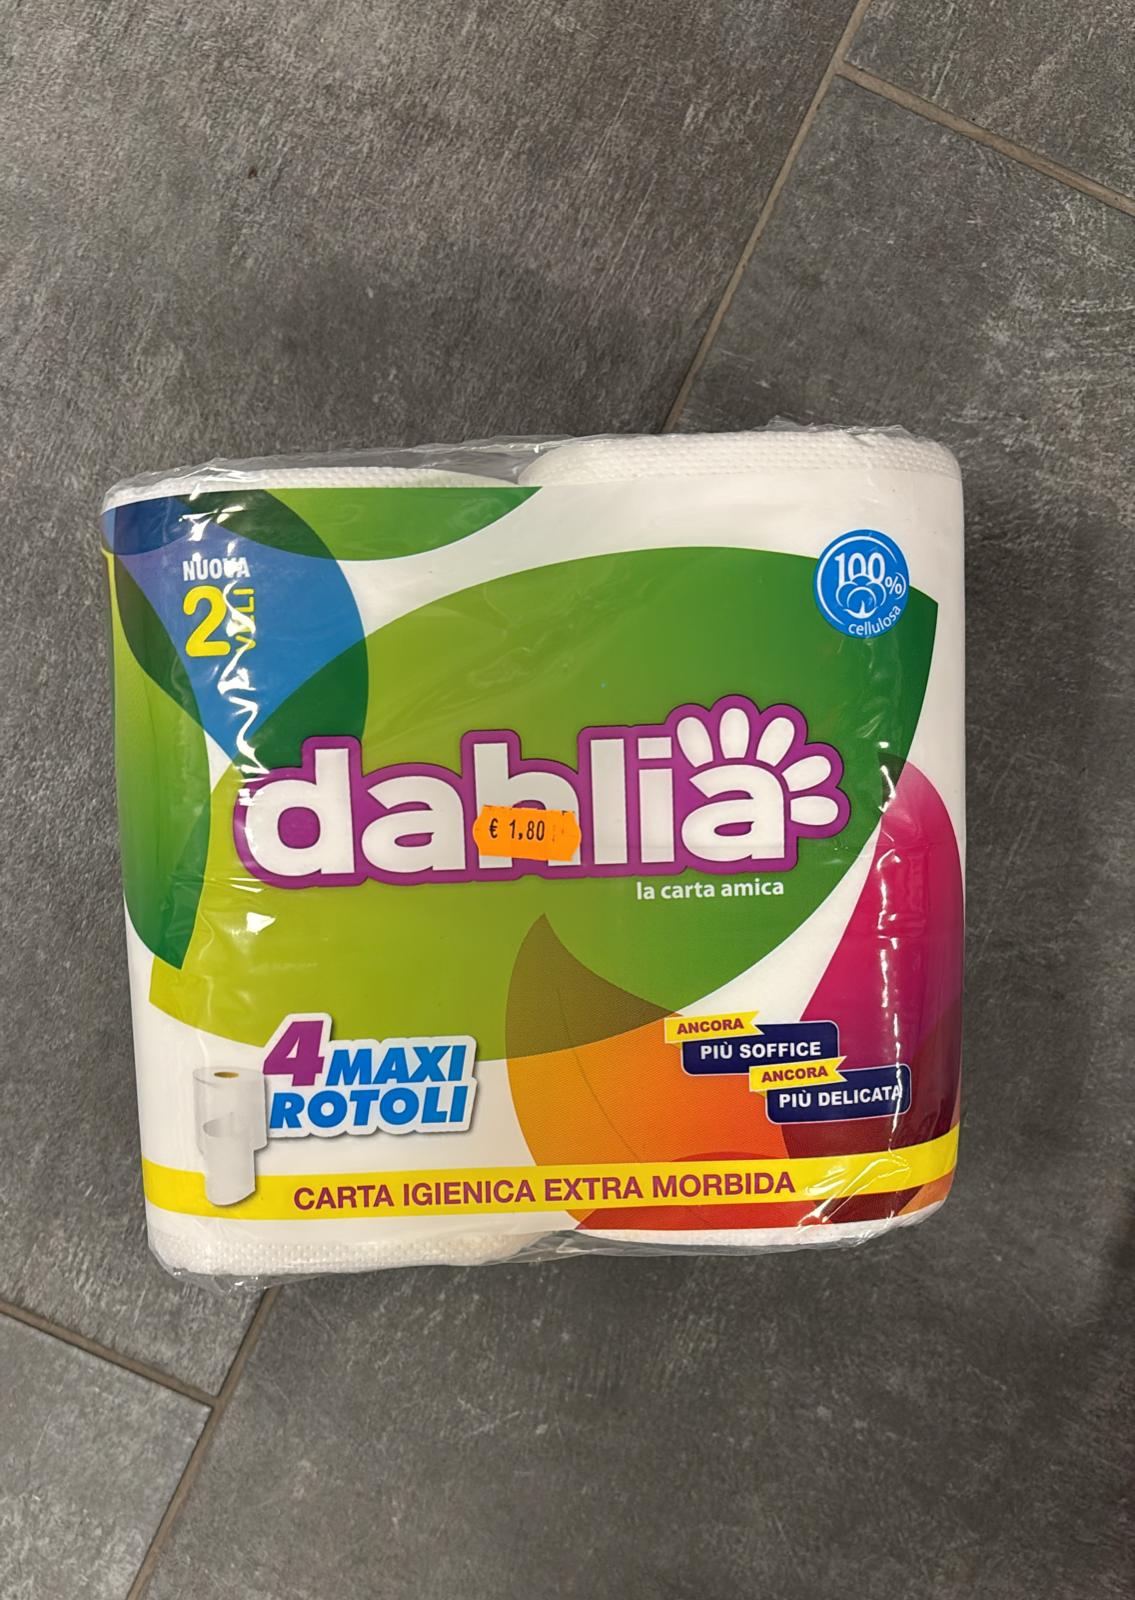 NUOVA
2 VELI
100%
cellulosa
dahlia
€ 1,80
la carta amica
4 MAXI
ROTOLI
ANCORA
PIÙ SOFFICE
ANCORA
PIÙ DELICATA
CARTA IGIENICA EXTRA MORBIDA